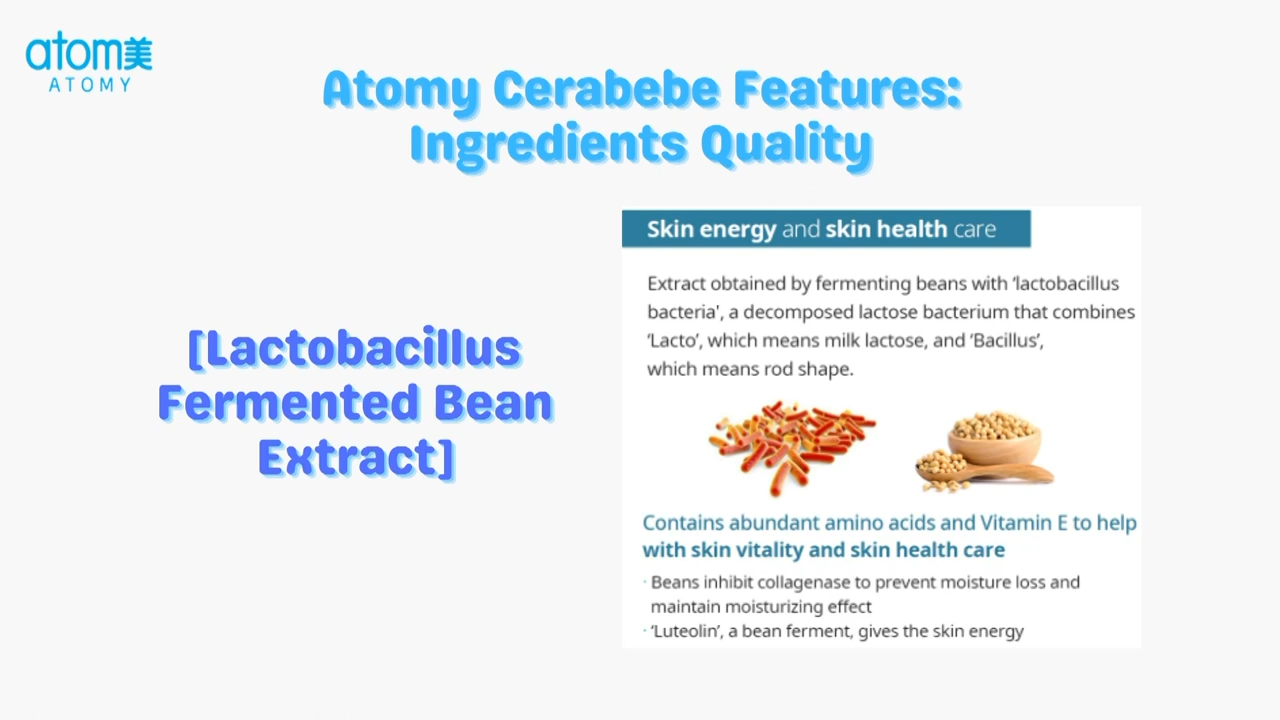 atom美
ATOMY
Atomy Cerabebe Features:
Ingredients Quality
[Lactobacillus
Fermented Bean
Extract]
Skin energy and skin health care
Extract obtained by fermenting beans with ‘lactobacillus
bacteria', a decomposed lactose bacterium that combines
‘Lacto’, which means milk lactose, and ‘Bacillus’,
which means rod shape.
Contains abundant amino acids and Vitamin E to help
with skin vitality and skin health care
· Beans inhibit collagenase to prevent moisture loss and
maintain moisturizing effect
· ‘Luteolin’, a bean ferment, gives the skin energy